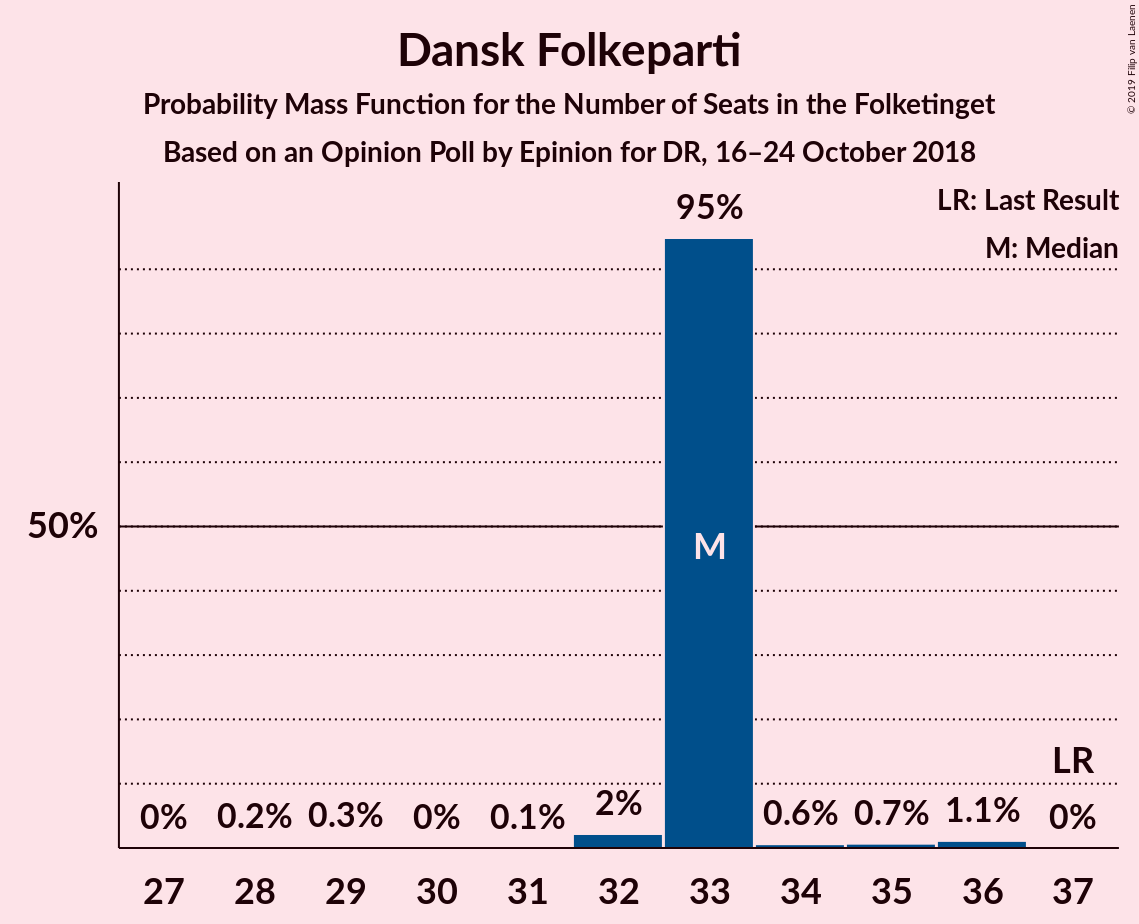 Dansk Folkeparti
Probability Mass Function for the Number of Seats in the Folketinget
Based on an Opinion Poll by Epinion for DR, 16–24 October 2018
© 2019 Filip van Laenen
LR: Last Result
M: Median
95%
50%
M
LR
0% 0.2% 0.3% 0% 0.1% 2% 0.6% 0.7% 1.1% 0%
27 28 29 30 31 32 33 34 35 36 37